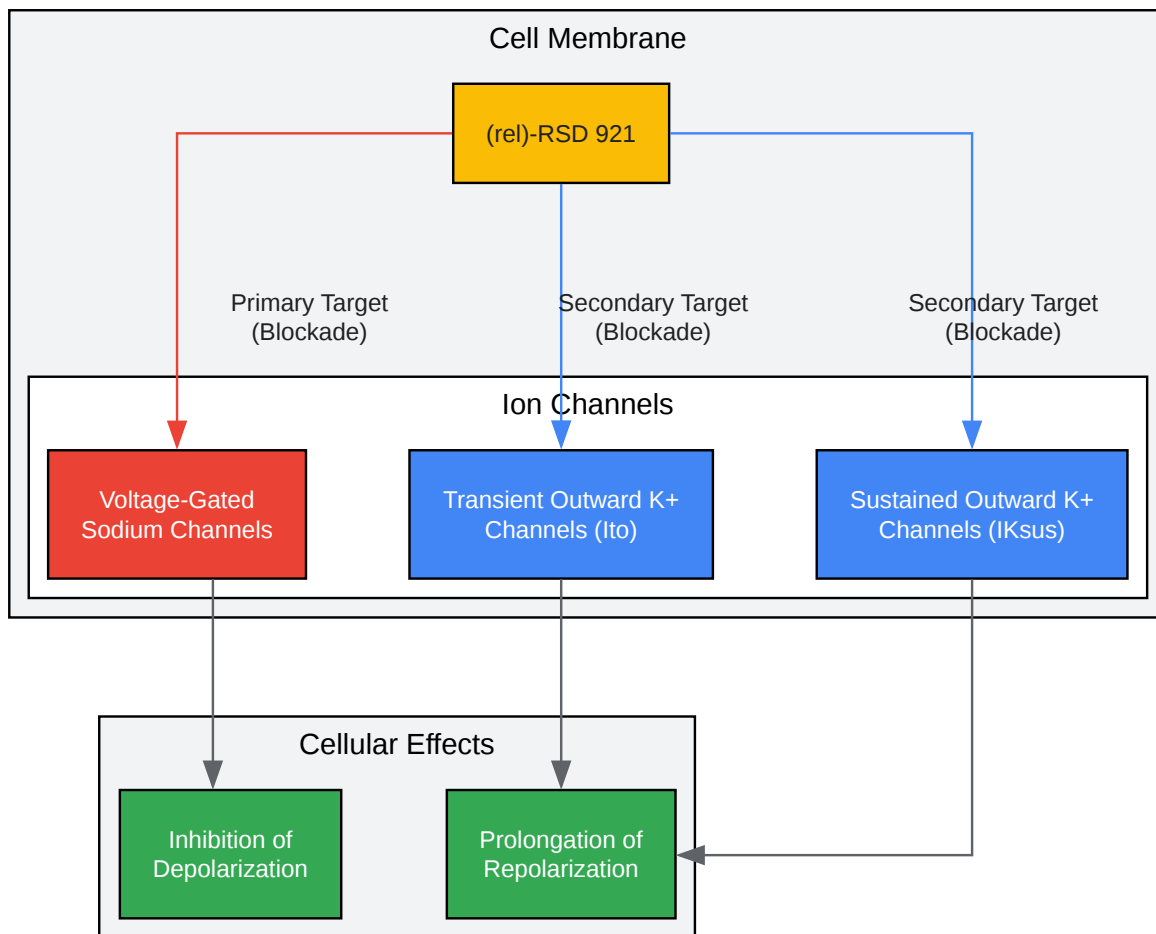 Cell Membrane
(rel)-RSD 921
Primary Target
(Blockade)
Secondary Target
(Blockade)
Secondary Target
(Blockade)
Ion Channels
Voltage-Gated
Sodium Channels
Transient Outward K+
Channels (Ito)
Sustained Outward K+
Channels (IKsus)
Cellular Effects
Inhibition of
Depolarization
Prolongation of
Repolarization